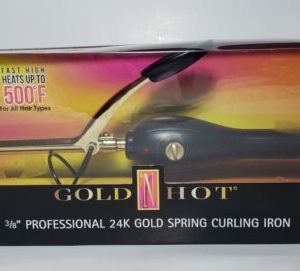 FAST HIGH
HEATS UP TO
500°F
For All Hair Types
GOLD N HOT®
3/8" PROFESSIONAL 24K GOLD SPRING CURLING IRON